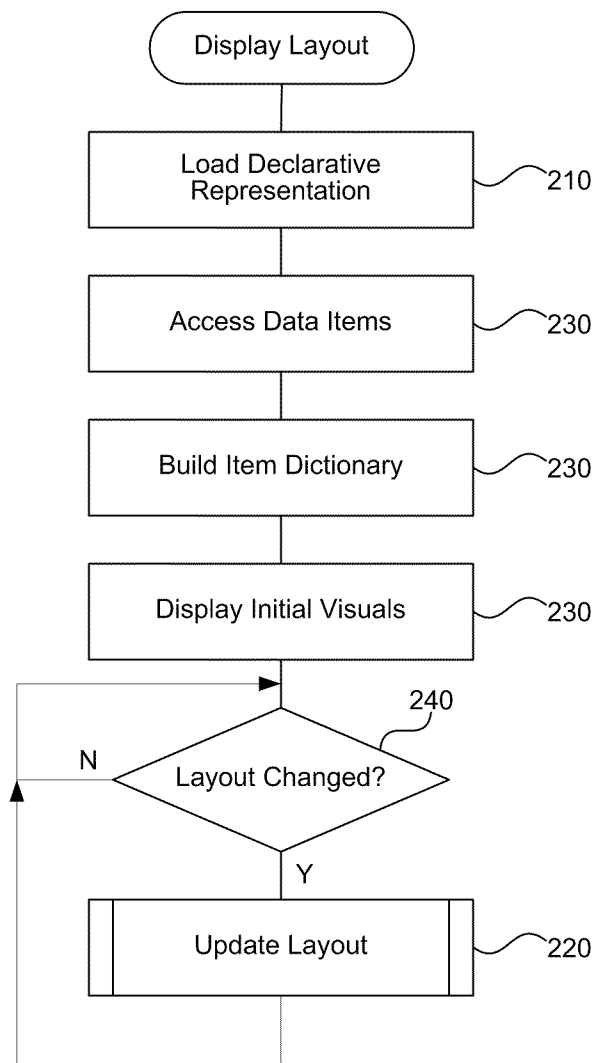 Display Layout
Load Declarative
Representation
210
Access Data Items
230
Build Item Dictionary
230
Display Initial Visuals
230
240
N
Layout Changed?
Y
Update Layout
220